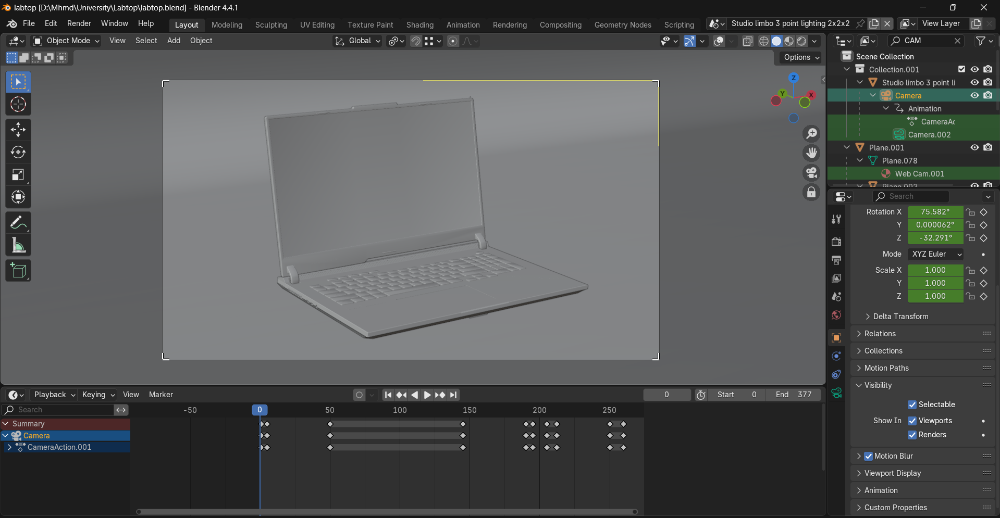 labtop [D:\Mhmd\University\Labtop\labtop.blend] - Blender 4.4.1
File Edit Render Window Help Layout Modeling Sculpting UV Editing Texture Paint Shading Animation Rendering Compositing Geometry Nodes Scripting Studio limbo 3 point lighting 2x2x2 View Layer
Object Mode View Select Add Object Global CAM
Options
Scene Collection
Collection.001
Studio limbo 3 point li
Camera
Animation
CameraAc
Camera.002
Plane.001
Plane.078
Web Cam.001
Plane.002
Z
Y
X
Search
Rotation X 75.582°
Y 0.000062°
Z -32.291°
Mode XYZ Euler
Scale X 1.000
Y 1.000
Z 1.000
Delta Transform
Relations
Collections
Motion Paths
Visibility
Selectable
Show In Viewports
Renders
Motion Blur
Viewport Display
Animation
Custom Properties
Playback Keying View Marker 0 Start 0 End 377
Search -50 0 50 100 150 200 250
Summary
Camera
CameraAction.001